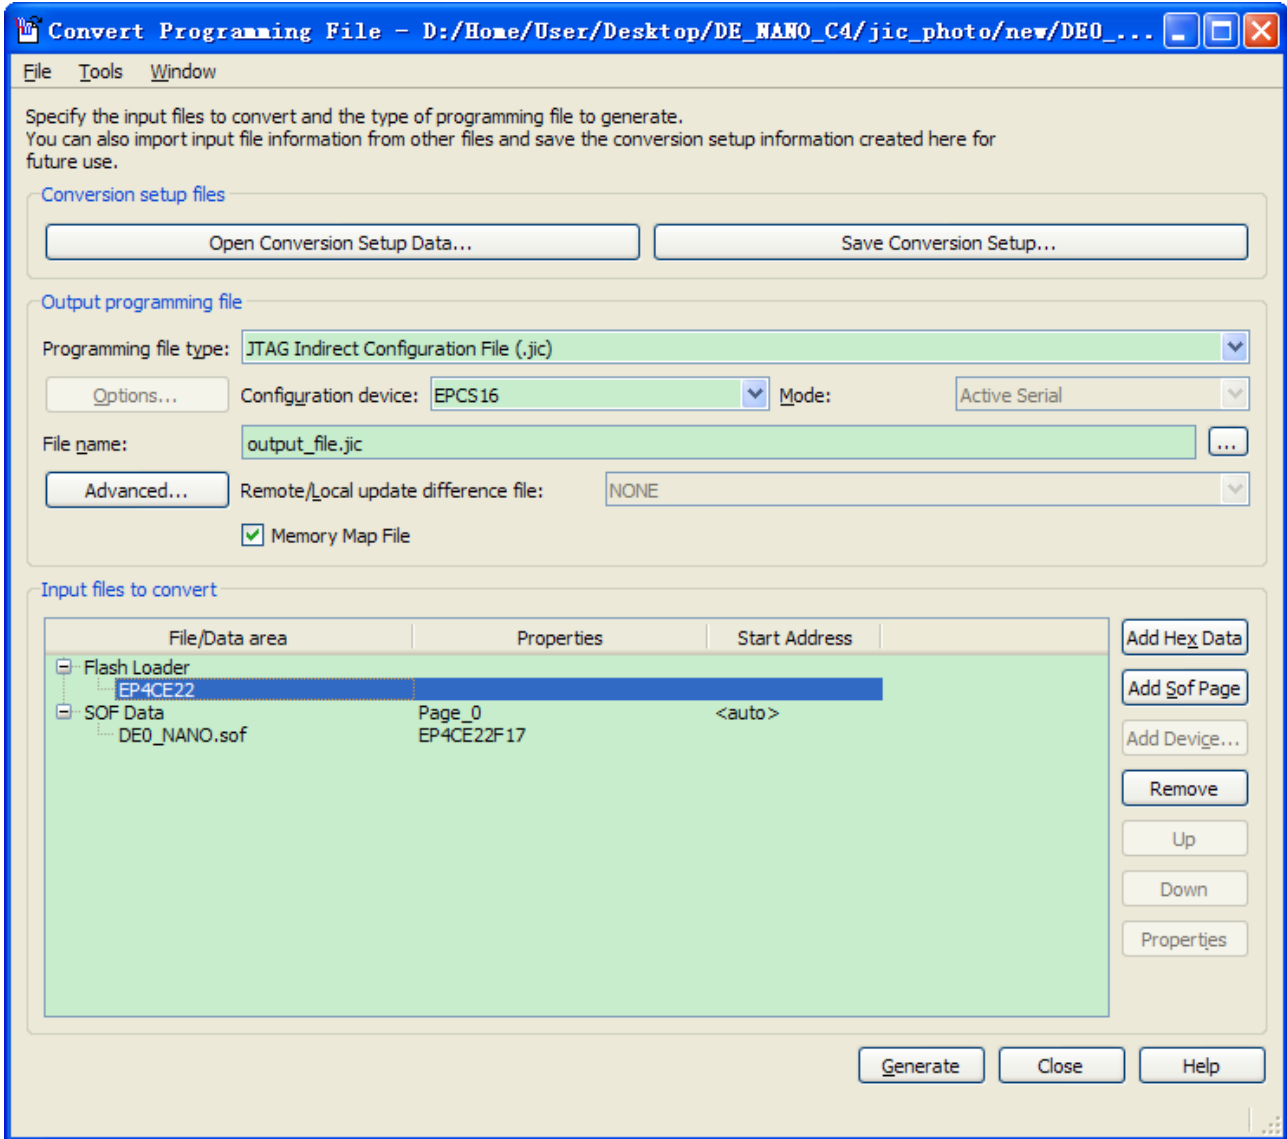 Convert Programming File - D:/Home/User/Desktop/DE_NANO_C4/jic_photo/new/DE0_...
File Tools Window
Specify the input files to convert and the type of programming file to generate.
You can also import input file information from other files and save the conversion setup information created here for
future use.
Conversion setup files
Open Conversion Setup Data... Save Conversion Setup...
Output programming file
Programming file type: JTAG Indirect Configuration File (.jic)
Options... Configuration device: EPCS16 Mode: Active Serial
File name: output_file.jic ...
Advanced... Remote/Local update difference file: NONE
Memory Map File
Input files to convert
File/Data area Properties Start Address Add Hex Data
Flash Loader
EP4CE22 Add Sof Page
SOF Data Page_0 <auto>
DE0_NANO.sof EP4CE22F17 Add Device...
Remove
Up
Down
Properties
Generate Close Help